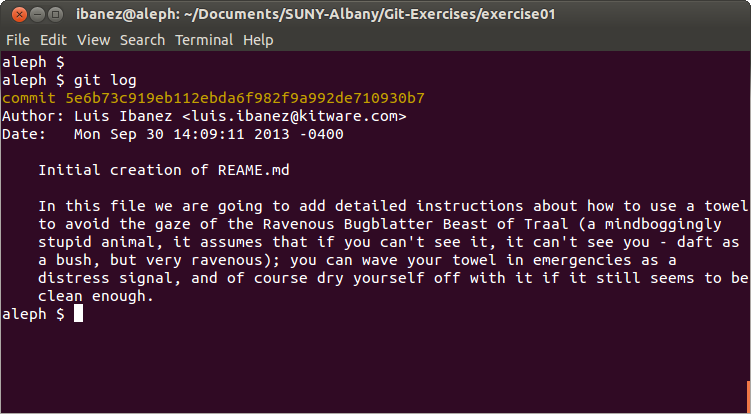 ibanez@aleph: ~/Documents/SUNY-Albany/Git-Exercises/exercise01
File Edit View Search Terminal Help
aleph $
aleph $ git log
commit 5e6b73c919eb112ebda6f982f9a992de710930b7
Author: Luis Ibanez <luis.ibanez@kitware.com>
Date:   Mon Sep 30 14:09:11 2013 -0400
Initial creation of REAME.md
In this file we are going to add detailed instructions about how to use a towel
to avoid the gaze of the Ravenous Bugblatter Beast of Traal (a mindboggingly
stupid animal, it assumes that if you can't see it, it can't see you - daft as
a bush, but very ravenous); you can wave your towel in emergencies as a
distress signal, and of course dry yourself off with it if it still seems to be
clean enough.
aleph $